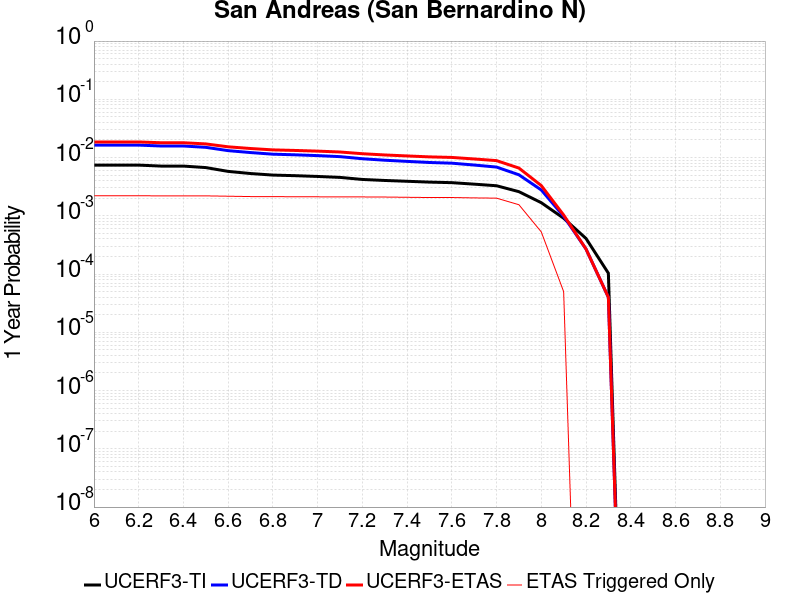 San Andreas (San Bernardino N)
10^0
10^-1
10^-2
10^-3
10^-4
10^-5
10^-6
10^-7
10^-8
1 Year Probability
6 6.2 6.4 6.6 6.8 7 7.2 7.4 7.6 7.8 8 8.2 8.4 8.6 8.8 9
Magnitude
UCERF3-TI UCERF3-TD UCERF3-ETAS ETAS Triggered Only